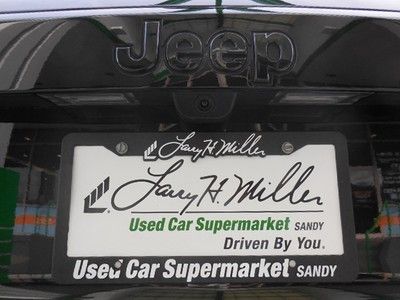 Jeep
Larry H. Miller
Larry H. Miller
Used Car Supermarket SANDY
Driven By You.
Used Car Supermarket SANDY